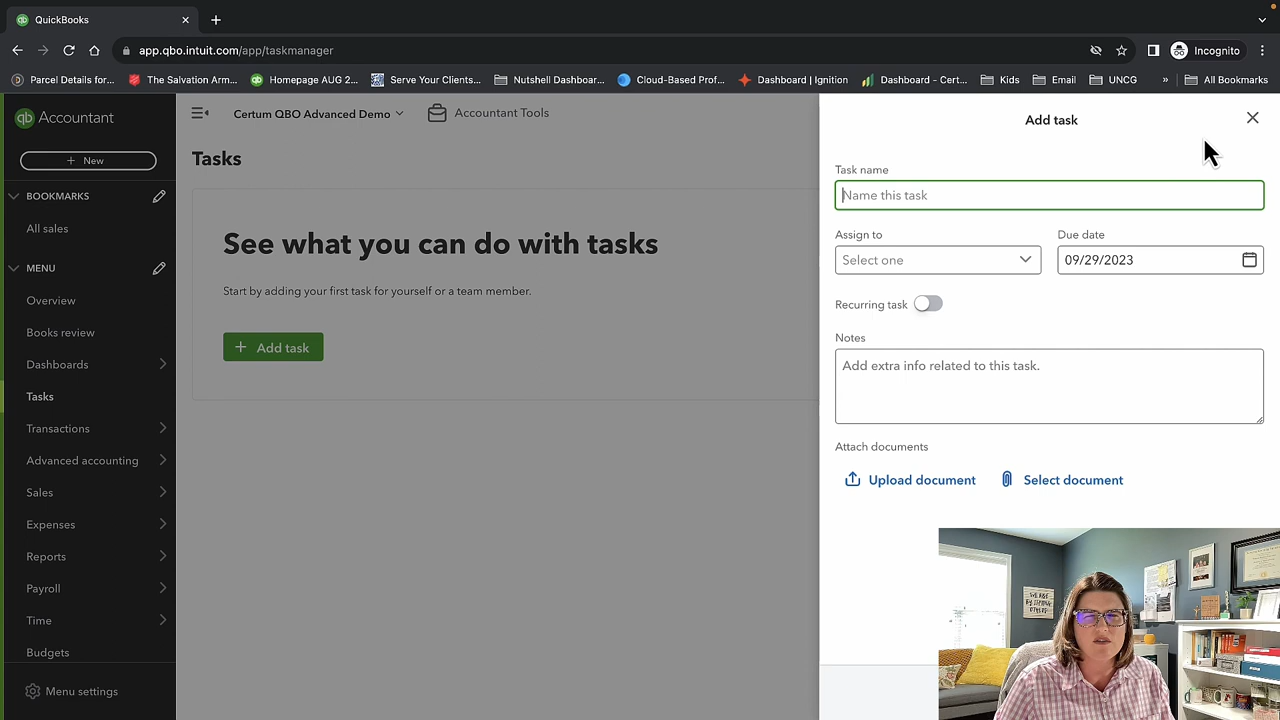 QuickBooks
app.qbo.intuit.com/app/taskmanager
Incognito
Parcel Details for...
The Salvation Arm...
Homepage AUG 2...
Serve Your Clients...
Nutshell Dashboar...
Cloud-Based Prof...
Dashboard | Ignition
Dashboard - Cert...
Kids
Email
UNCG
»
All Bookmarks
qb Accountant
Certum QBO Advanced Demo
Accountant Tools
+ New
BOOKMARKS
All sales
MENU
Overview
Books review
Dashboards
Tasks
Transactions
Advanced accounting
Sales
Expenses
Reports
Payroll
Time
Budgets
Menu settings
Tasks
See what you can do with tasks
Start by adding your first task for yourself or a team member.
+ Add task
Add task
Task name
Name this task
Assign to
Due date
Select one
09/29/2023
Recurring task
Notes
Add extra info related to this task.
Attach documents
Upload document
Select document